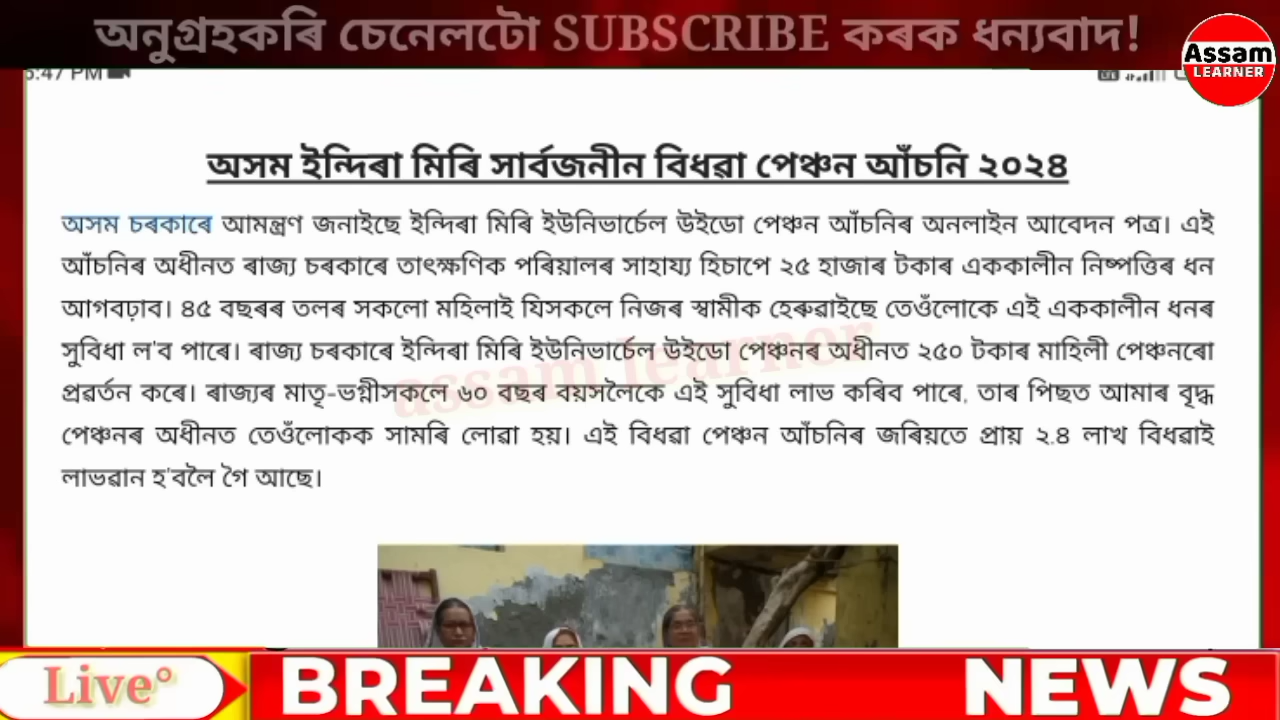 অনুগ্ৰহকৰি চেনেলটো SUBSCRIBE কৰক ধন্যবাদ!
Assam
LEARNER
5:47 PM
অসম ইন্দিৰা মিৰি সাৰ্বজনীন বিধৱা পেঞ্চন আঁচনি ২০২৪
অসম চৰকাৰে আমন্ত্ৰণ জনাইছে ইন্দিৰা মিৰি ইউনিভাৰ্চেল উইডো পেঞ্চন আঁচনিৰ অনলাইন আবেদন পত্ৰ। এই
আঁচনিৰ অধীনত ৰাজ্য চৰকাৰে তাৎক্ষণিক পৰিয়ালৰ সাহায্য হিচাপে ২৫ হাজাৰ টকাৰ এককালীন নিষ্পত্তিৰ ধন
আগবঢ়াব। ৪৫ বছৰৰ তলৰ সকলো মহিলাই যিসকলে নিজৰ স্বামীক হেৰুৱাইছে তেওঁলোকে এই এককালীন ধনৰ
সুবিধা ল'ব পাৰে। ৰাজ্য চৰকাৰে ইন্দিৰা মিৰি ইউনিভাৰ্চেল উইডো পেঞ্চনৰ অধীনত ২৫০ টকাৰ মাহিলী পেঞ্চনৰো
প্ৰৱৰ্তন কৰে। ৰাজ্যৰ মাতৃ-ভগ্নীসকলে ৬০ বছৰ বয়সলৈকে এই সুবিধা লাভ কৰিব পাৰে, তাৰ পিছত আমাৰ বৃদ্ধ
পেঞ্চনৰ অধীনত তেওঁলোকক সামৰি লোৱা হয়। এই বিধৱা পেঞ্চন আঁচনিৰ জৰিয়তে প্ৰায় ২.৪ লাখ বিধৱাই
লাভৱান হ'বলৈ গৈ আছে।
assam learner
Live°
BREAKING NEWS